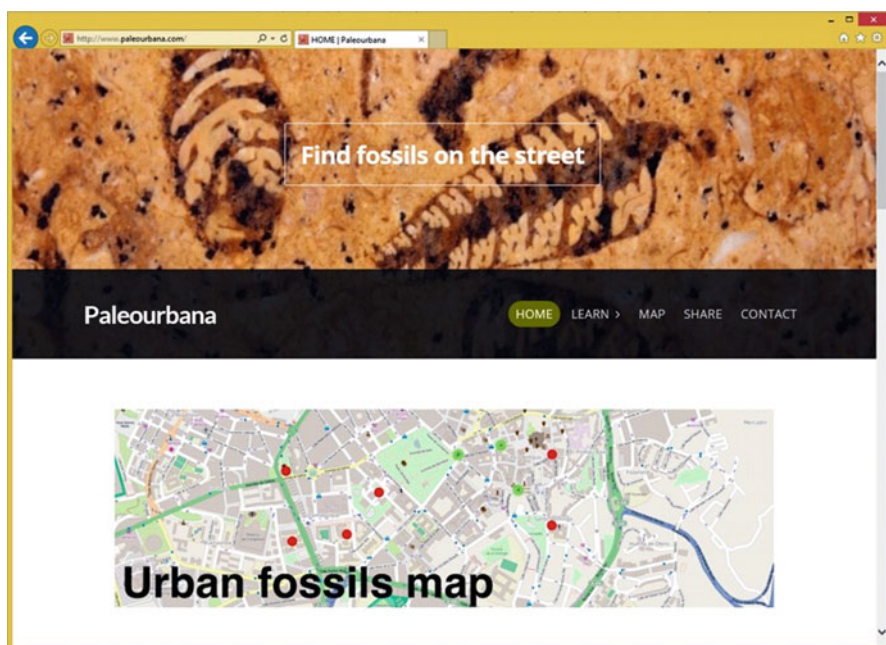 http://www.paleourbana.com/
HOME | Paleourbana
Find fossils on the street
Paleourbana
HOME LEARN > MAP SHARE CONTACT
Urban fossils map